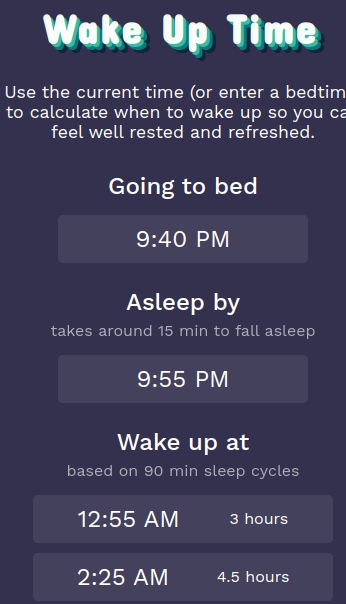 Wake Up Time
Use the current time (or enter a bedtim
to calculate when to wake up so you ca
feel well rested and refreshed.
Going to bed
9:40 PM
Asleep by
takes around 15 min to fall asleep
9:55 PM
Wake up at
based on 90 min sleep cycles
12:55 AM 3 hours
2:25 AM 4.5 hours